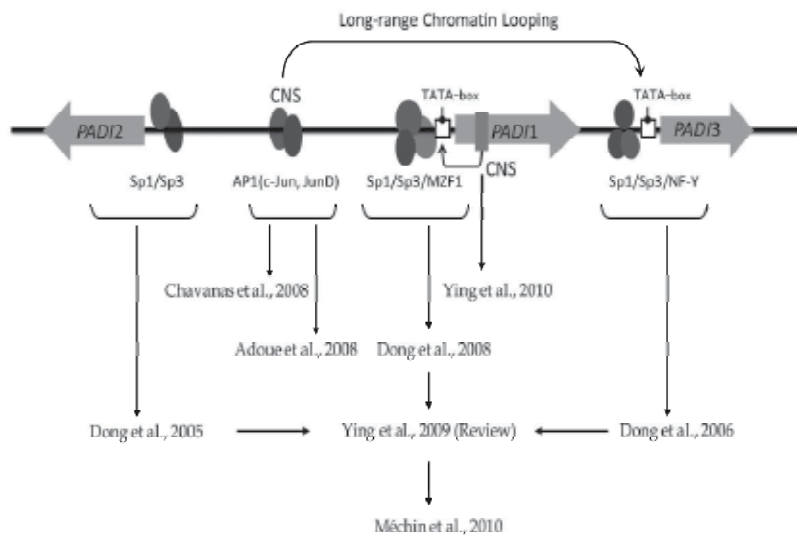 Long-range Chromatin Looping
CNS
TATA-box
TATA-box
PADI2
PADI1
PADI3
CNS
Sp1/Sp3
AP1(c-Jun, JunD)
Sp1/Sp3/MZF1
Sp1/Sp3/NF-Y
Chavanas et al., 2008
Ying et al., 2010
Adoue et al., 2008
Dong et al., 2008
Dong et al., 2005
Ying et al., 2009 (Review)
Dong et al., 2006
Méchin et al., 2010